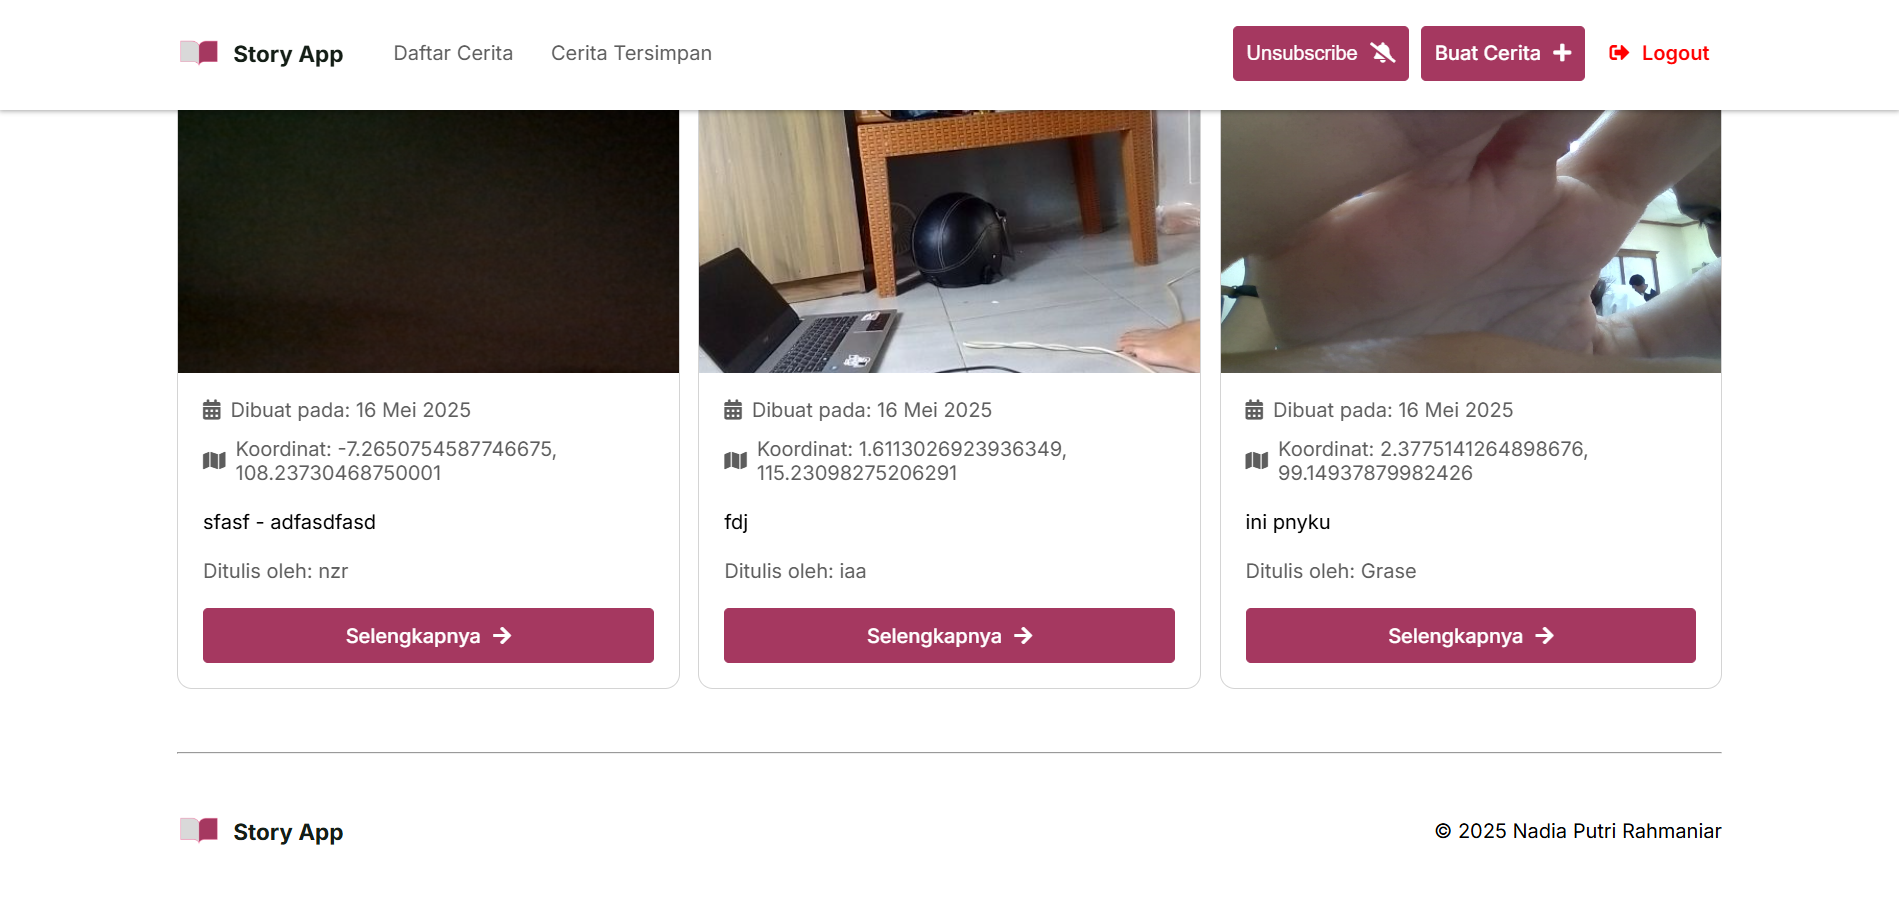 Story App
Daftar Cerita
Cerita Tersimpan
Unsubscribe
Buat Cerita
Logout
Dibuat pada: 16 Mei 2025
Koordinat: -7.2650754587746675,
108.23730468750001
sfasf - adfasdfasd
Ditulis oleh: nzr
Selengkapnya
Dibuat pada: 16 Mei 2025
Koordinat: 1.6113026923936349,
115.23098275206291
fdj
Ditulis oleh: iaa
Selengkapnya
Dibuat pada: 16 Mei 2025
Koordinat: 2.3775141264898676,
99.14937879982426
ini pnyku
Ditulis oleh: Grase
Selengkapnya
Story App
© 2025 Nadia Putri Rahmaniar